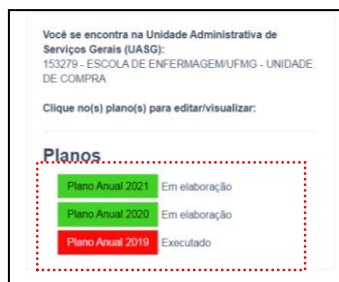 Você se encontra na Unidade Administrativa de
Serviços Gerais (UASG):
153279 - ESCOLA DE ENFERMAGEM/UFMG - UNIDADE
DE COMPRA
Clique no(s) plano(s) para editar/visualizar:
Planos
Plano Anual 2021 Em elaboração
Plano Anual 2020 Em elaboração
Plano Anual 2019 Executado